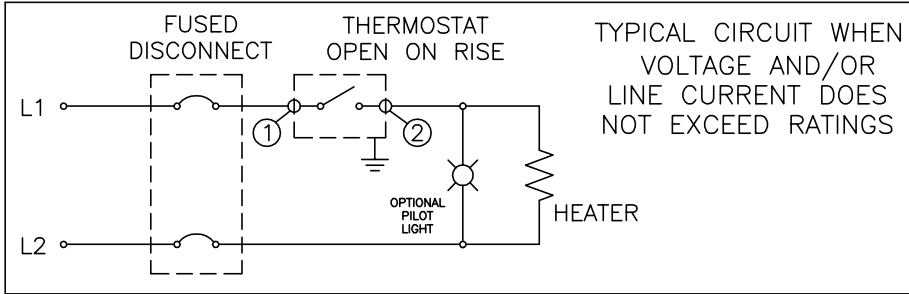 FUSED
DISCONNECT
THERMOSTAT
OPEN ON RISE
TYPICAL CIRCUIT WHEN
VOLTAGE AND/OR
LINE CURRENT DOES
NOT EXCEED RATINGS
L1
1
2
OPTIONAL
PILOT
LIGHT
HEATER
L2